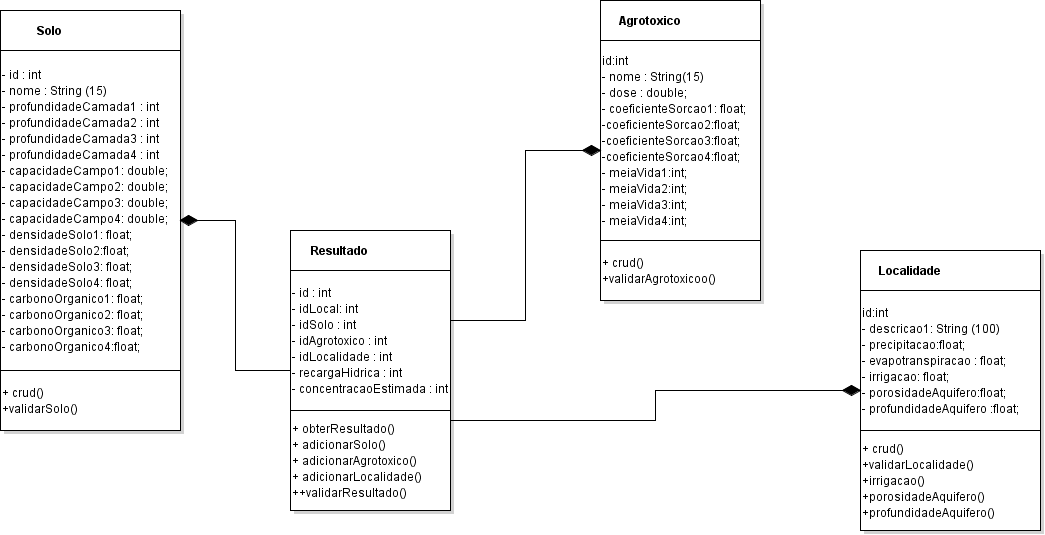 Solo
- id : int
- nome : String (15)
- profundidadeCamada1 : int
- profundidadeCamada2 : int
- profundidadeCamada3 : int
- profundidadeCamada4 : int
- capacidadeCampo1: double;
- capacidadeCampo2: double;
- capacidadeCampo3: double;
- capacidadeCampo4: double;
- densidadeSolo1: float;
- densidadeSolo2:float;
- densidadeSolo3: float;
- densidadeSolo4: float;
- carbonoOrganico1: float;
- carbonoOrganico2: float;
- carbonoOrganico3: float;
- carbonoOrganico4:float;
+ crud()
+validarSolo()
Resultado
- id : int
- idLocal: int
- idSolo : int
- idAgrotoxico : int
- idLocalidade : int
- recargaHidrica : int
- concentracaoEstimada : int
+ obterResultado()
+ adicionarSolo()
+ adicionarAgrotoxico()
+ adicionarLocalidade()
++validarResultado()
Agrotoxico
id:int
- nome : String(15)
- dose : double;
- coeficienteSorcao1: float;
-coeficienteSorcao2:float;
-coeficienteSorcao3:float;
-coeficienteSorcao4:float;
- meiaVida1:int;
- meiaVida2:int;
- meiaVida3:int;
- meiaVida4:int;
+ crud()
+validarAgrotoxicoo()
Localidade
id:int
- descricao1: String (100)
- precipitacao:float;
- evapotranspiracao : float;
- irrigacao: float;
- porosidadeAquifero:float;
- profundidadeAquifero :float;
+ crud()
+validarLocalidade()
+irrigacao()
+porosidadeAquifero()
+profundidadeAquifero()